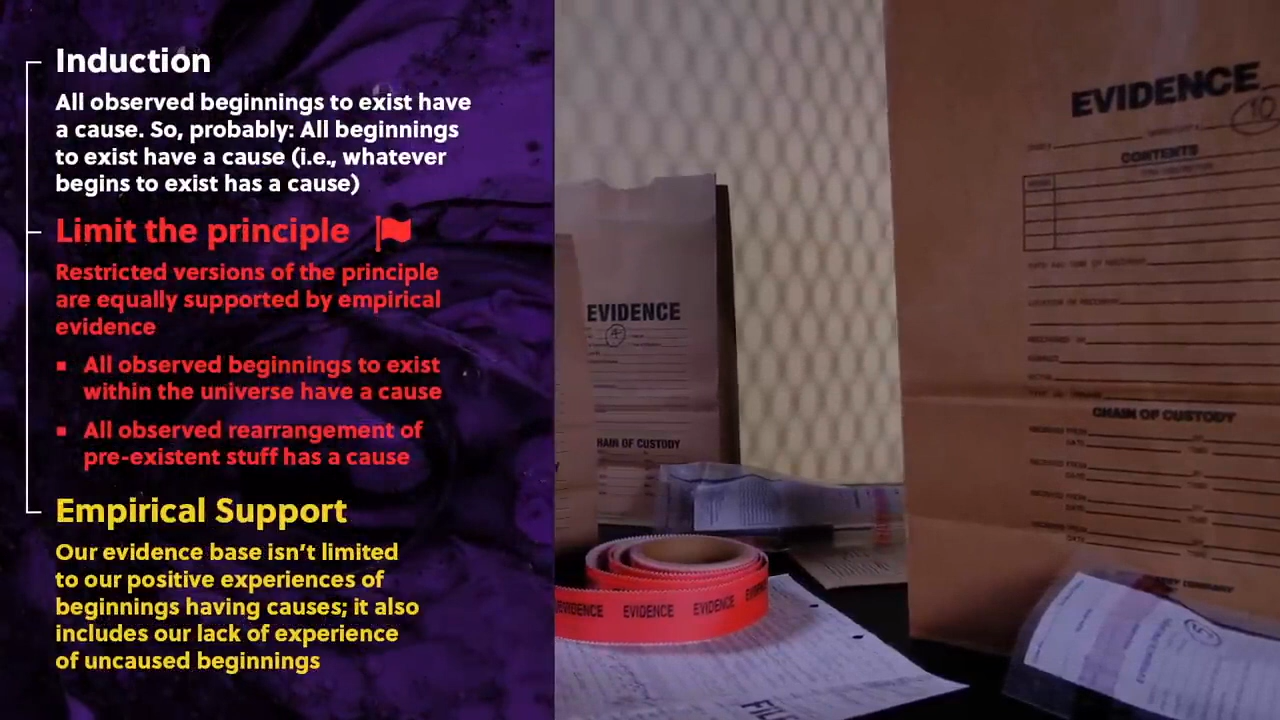 Induction
All observed beginnings to exist have
a cause. So, probably: All beginnings
to exist have a cause (i.e., whatever
begins to exist has a cause)
Limit the principle
Restricted versions of the principle
are equally supported by empirical
evidence
▪ All observed beginnings to exist
within the universe have a cause
▪ All observed rearrangement of
pre-existent stuff has a cause
Empirical Support
Our evidence base isn't limited
to our positive experiences of
beginnings having causes; it also
includes our lack of experience
of uncaused beginnings
EVIDENCE
CHAIN OF CUSTODY
EVIDENCE EVIDENCE EVIDENCE
EVIDENCE
10
CONTENTS
CHAIN OF CUSTODY